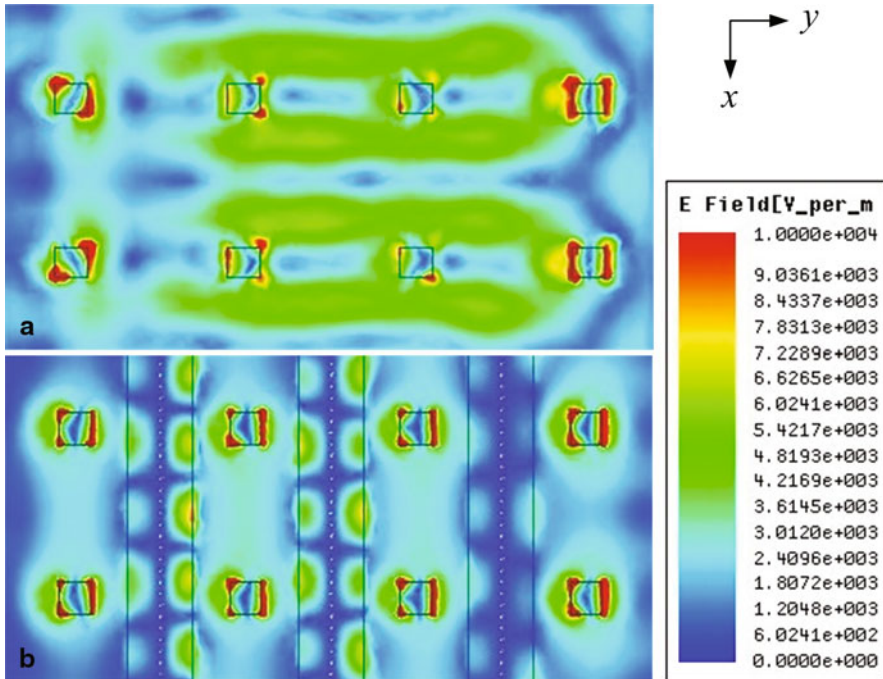 y
x
a
b
E Field[V_per_m
1.0000e+004
9.0361e+003
8.4337e+003
7.8313e+003
7.2289e+003
6.6265e+003
6.0241e+003
5.4217e+003
4.8193e+003
4.2169e+003
3.6145e+003
3.0120e+003
2.4096e+003
1.8072e+003
1.2048e+003
6.0241e+002
0.0000e+000